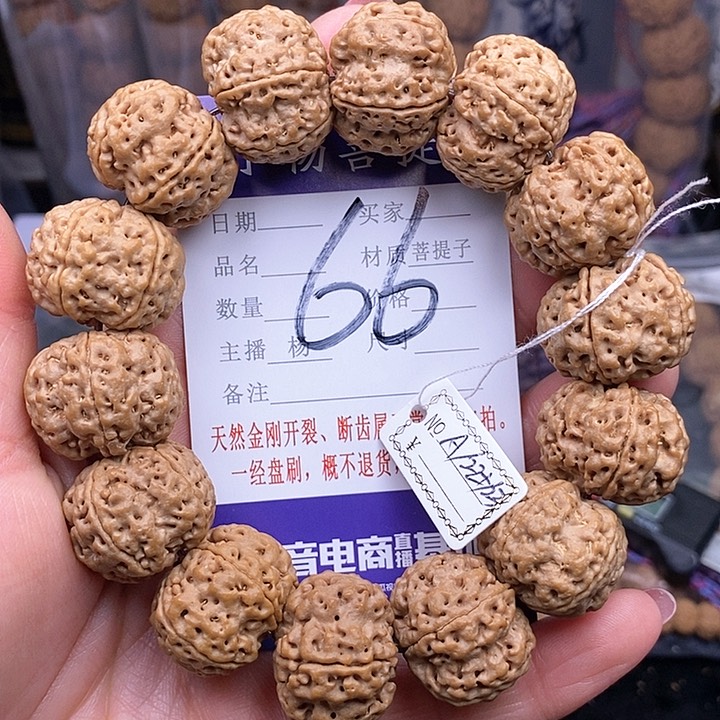 日期 买家
品名 材质 菩提子
数量 价格
主播 杨 尺寸
备注
66
天然金刚开裂、断齿属 拍。
一经盘刷，概不退货
音电商直播基
NO
¥